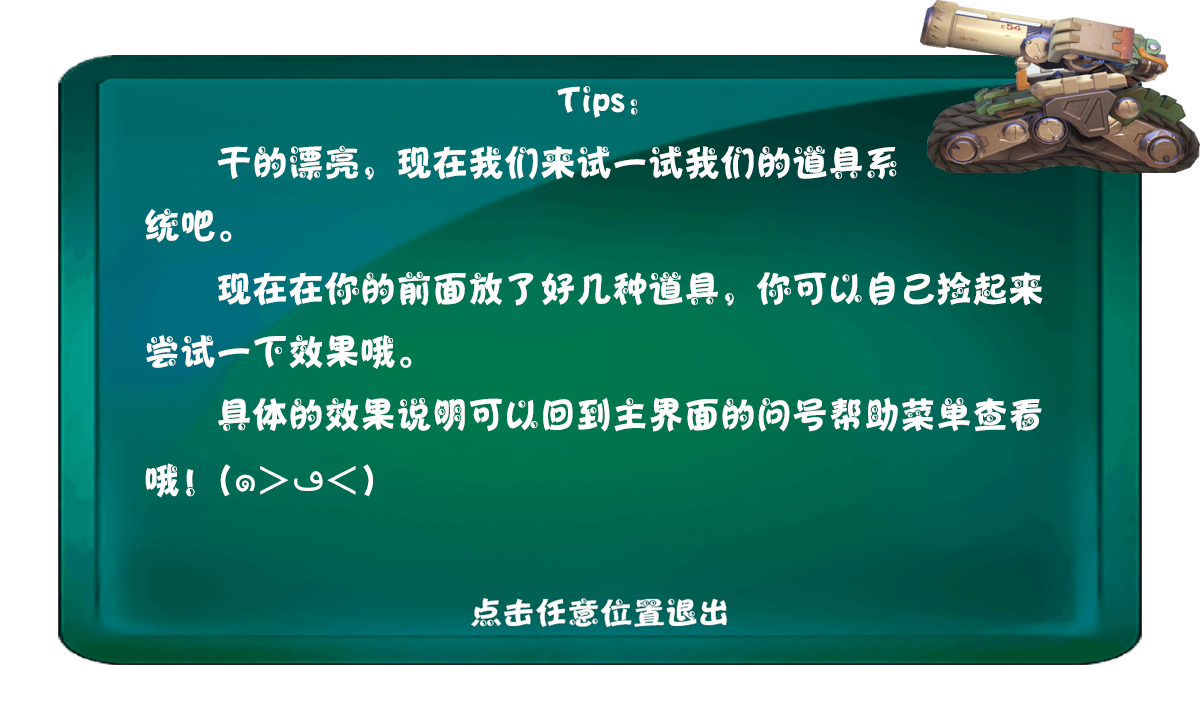 Tips：
干的漂亮，现在我们来试一试我们的道具系
统吧。
现在在你的前面放了好几种道具，你可以自己捡起来
尝试一下效果哦。
具体的效果说明可以回到主界面的问号帮助菜单查看
哦！(๑＞ڡ＜)
点击任意位置退出
54